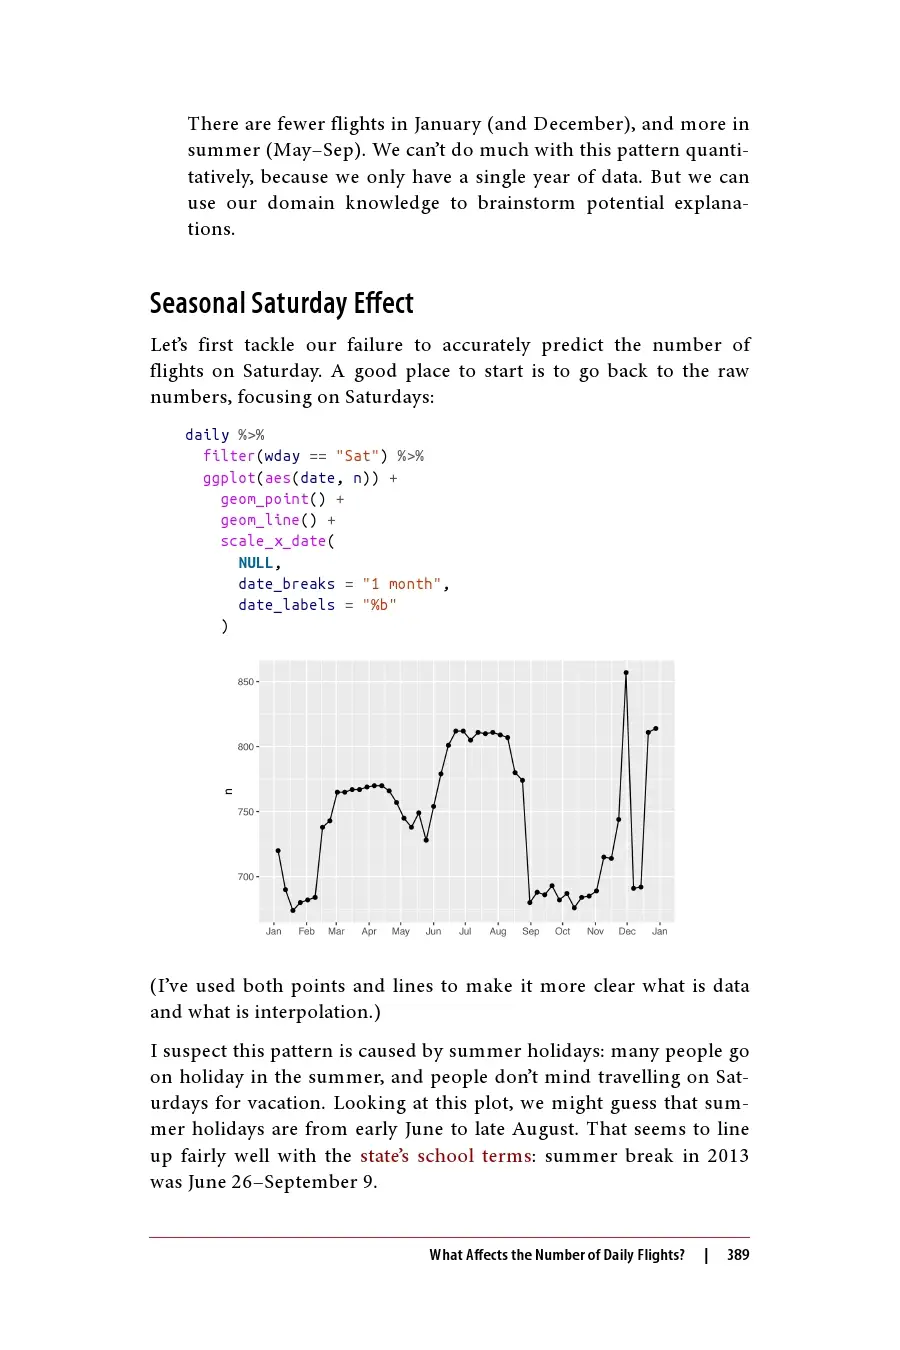 There are fewer flights in January (and December), and more in
summer (May–Sep). We can’t do much with this pattern quanti-
tatively, because we only have a single year of data. But we can
use our domain knowledge to brainstorm potential explana-
tions.
Seasonal Saturday Effect
Let’s first tackle our failure to accurately predict the number of
flights on Saturday. A good place to start is to go back to the raw
numbers, focusing on Saturdays:
daily %>%
filter(wday == "Sat") %>%
ggplot(aes(date, n)) +
geom_point() +
geom_line() +
scale_x_date(
NULL,
date_breaks = "1 month",
date_labels = "%b"
)
850
800
n
750
700
Jan Feb Mar Apr May Jun Jul Aug Sep Oct Nov Dec Jan
(I’ve used both points and lines to make it more clear what is data
and what is interpolation.)
I suspect this pattern is caused by summer holidays: many people go
on holiday in the summer, and people don’t mind travelling on Sat-
urdays for vacation. Looking at this plot, we might guess that sum-
mer holidays are from early June to late August. That seems to line
up fairly well with the state’s school terms: summer break in 2013
was June 26–September 9.
What Affects the Number of Daily Flights? | 389